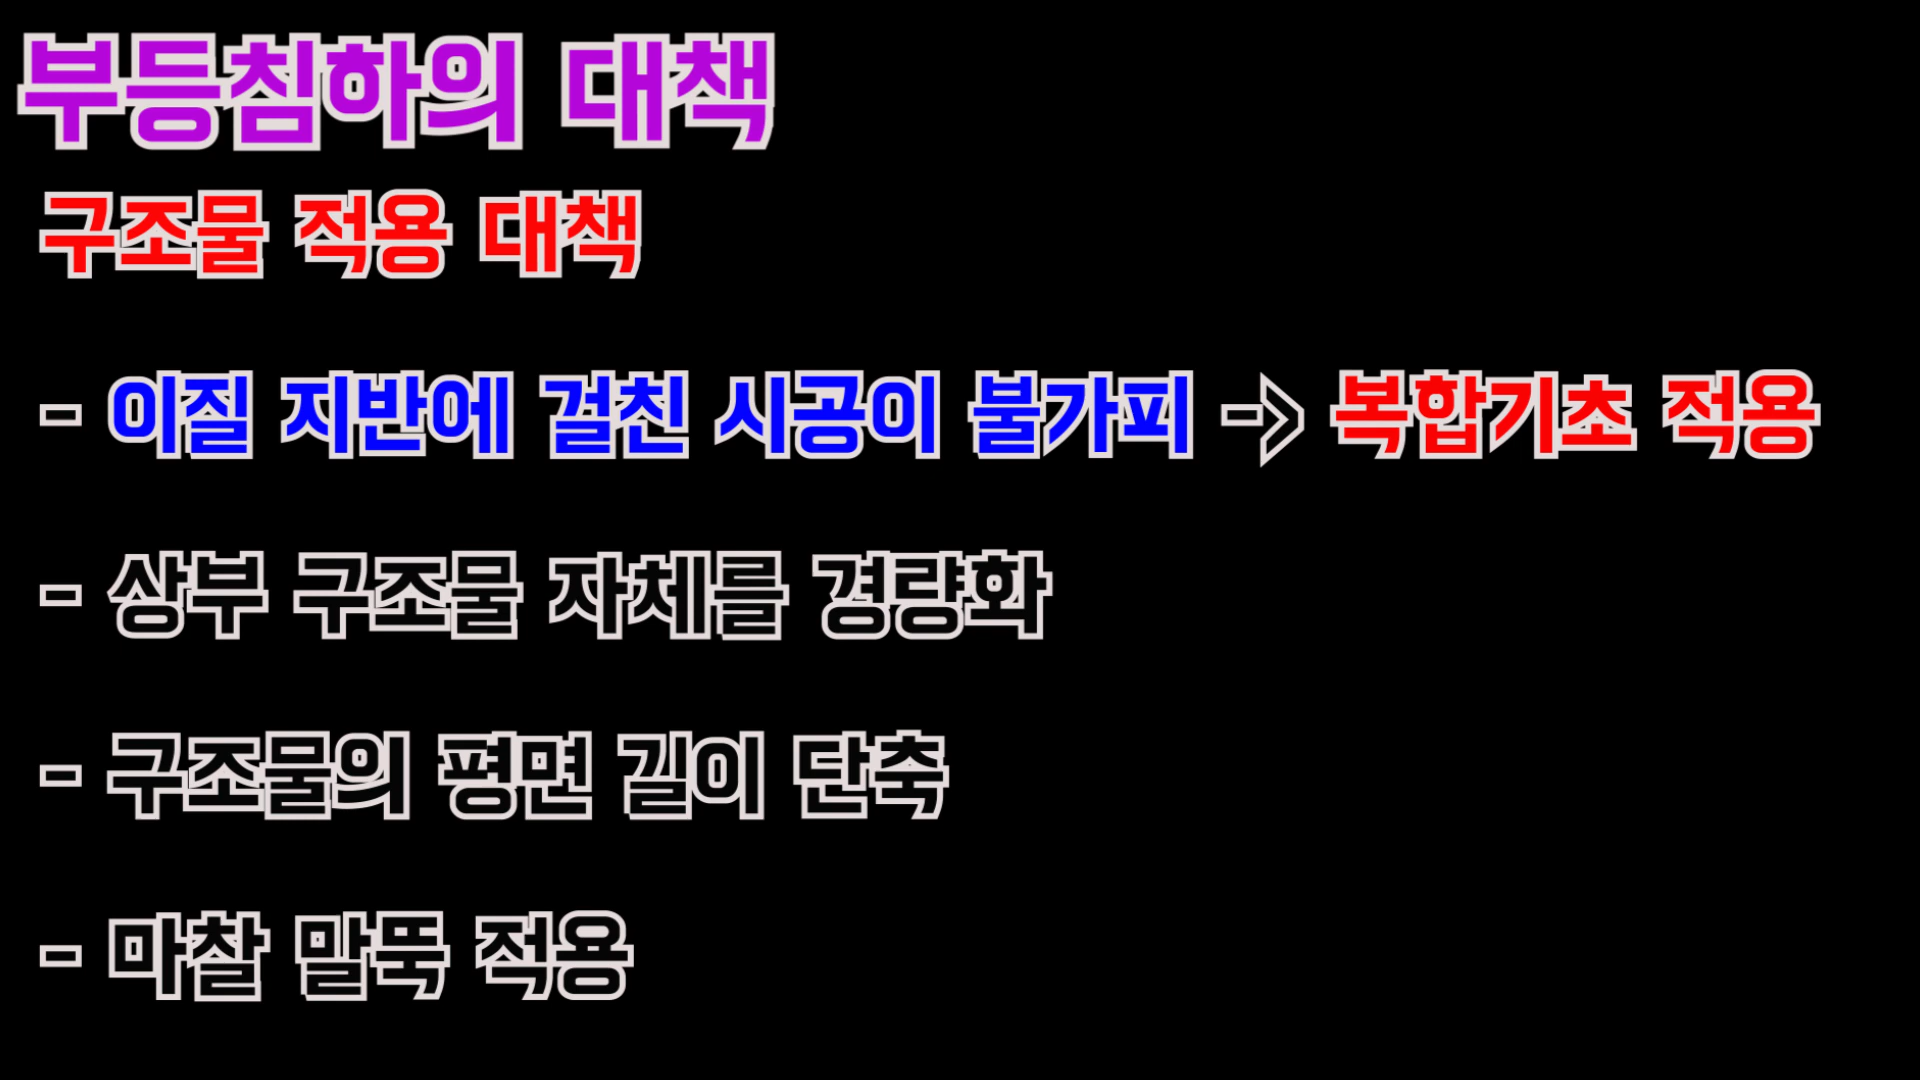 부등침하의 대책
구조물 적용 대책
- 이질 지반에 걸친 시공이 불가피 → 복합기초 적용
- 상부 구조물 자체를 경량화
- 구조물의 평면 길이 단축
- 마찰 말뚝 적용